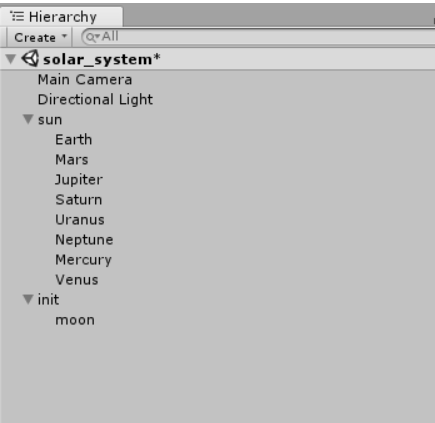 Hierarchy
Create All
solar_system*
Main Camera
Directional Light
sun
Earth
Mars
Jupiter
Saturn
Uranus
Neptune
Mercury
Venus
init
moon